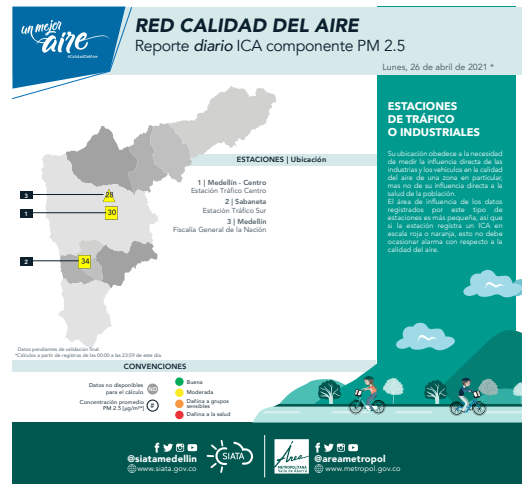 un mejor
aire
#CalidadDelAire
RED CALIDAD DEL AIRE
Reporte diario ICA componente PM 2.5
Lunes, 26 de abril de 2021 *
ESTACIONES
DE TRÁFICO
O INDUSTRIALES
Su ubicación obedece a la necesidad
de medir la influencia directa de las
industrias y los vehículos en la calidad
del aire de una zona en particular,
mas no de su influencia directa a la
salud de la población.
El área de influencia de los datos
registrados por este tipo de
estaciones es más pequeña, así que
si la estación registra un ICA en
escala roja o naranja, esto no debe
ocasionar alarma con respecto a la
calidad del aire.
ESTACIONES | Ubicación
1 | Medellín - Centro
Estación Tráfico Centro
2 | Sabaneta
Estación Tráfico Sur
3 | Medellín
Fiscalía General de la Nación
3
28
1
30
2
34
Datos pendientes de validación final.
*Cálculos a partir de registros de las 00:00 a las 23:59 de este día.
CONVENCIONES
Datos no disponibles
para el cálculo
ND
Concentración promedio
PM 2.5 [µg/m³*]
#
Buena
Moderada
Dañina a grupos
sensibles
Dañina a la salud
@siatamedellin
www.siata.gov.co
SIATA
Área
METROPOLITANA
Valle de Aburrá
@areametropol
www.metropol.gov.co